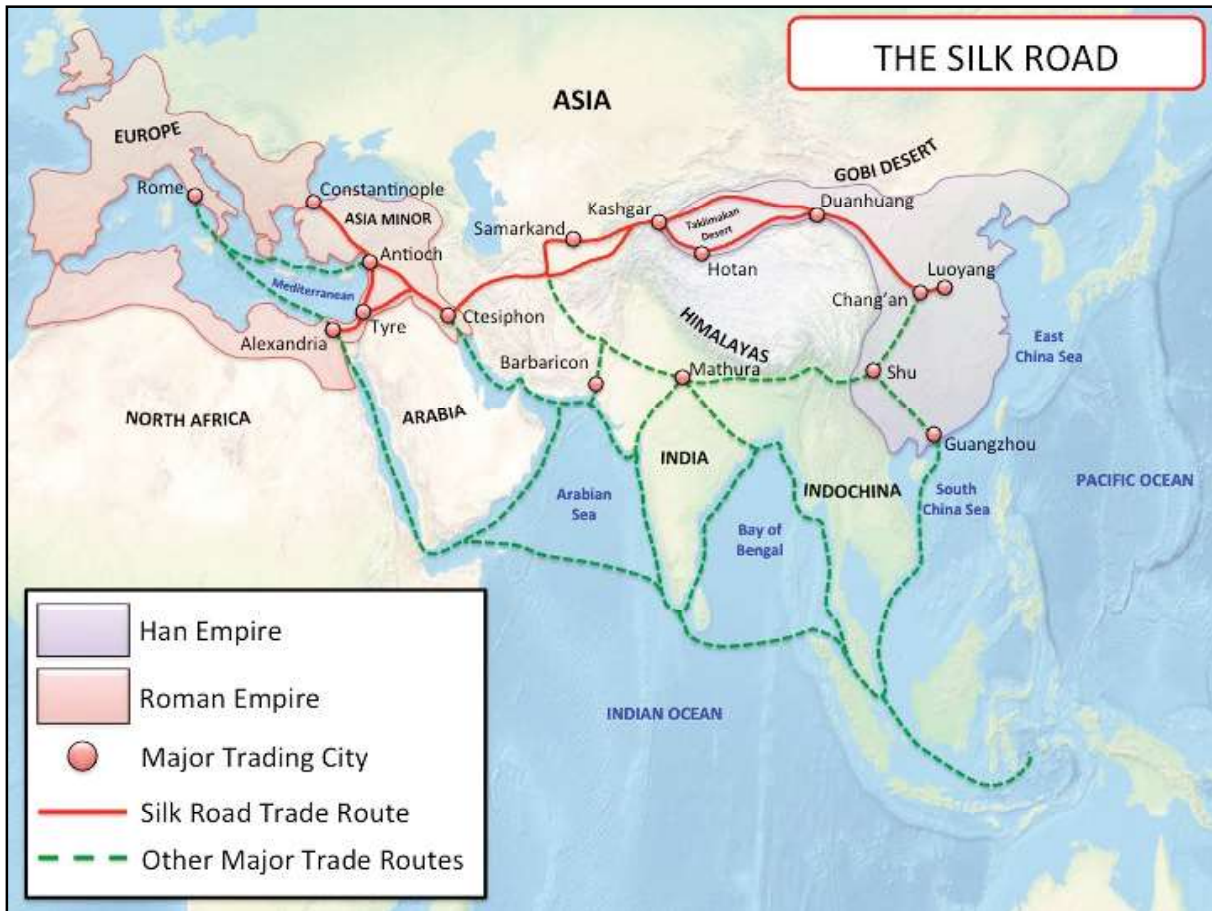 THE SILK ROAD
ASIA
EUROPE
GOBI DESERT
Rome
Constantinople
Duanhuang
ASIA MINOR
Kashgar
Taklimakan
Desert
Samarkand
Antioch
Hotan
Luoyang
Mediterranean
Chang'an
Tyre
Ctesiphon
HIMALAYAS
East
China Sea
Alexandria
Barbaricon
Mathura
Shu
NORTH AFRICA
ARABIA
Guangzhou
INDIA
INDOCHINA
PACIFIC OCEAN
Arabian
Sea
South
China Sea
Bay of
Bengal
INDIAN OCEAN
Han Empire
Roman Empire
Major Trading City
Silk Road Trade Route
Other Major Trade Routes